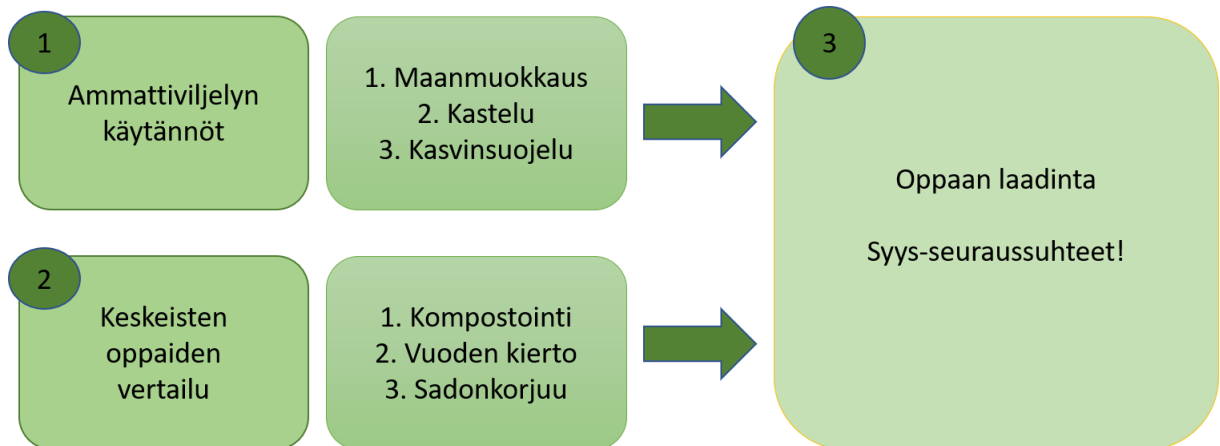 1
Ammattiviljelyn
käytännöt
1. Maanmuokkaus
2. Kastelu
3. Kasvinsuojelu
2
Keskeisten
oppaiden
vertailu
1. Kompostointi
2. Vuoden kierto
3. Sadonkorjuu
3
Oppaan laadinta
Syys-seuraussuhteet!